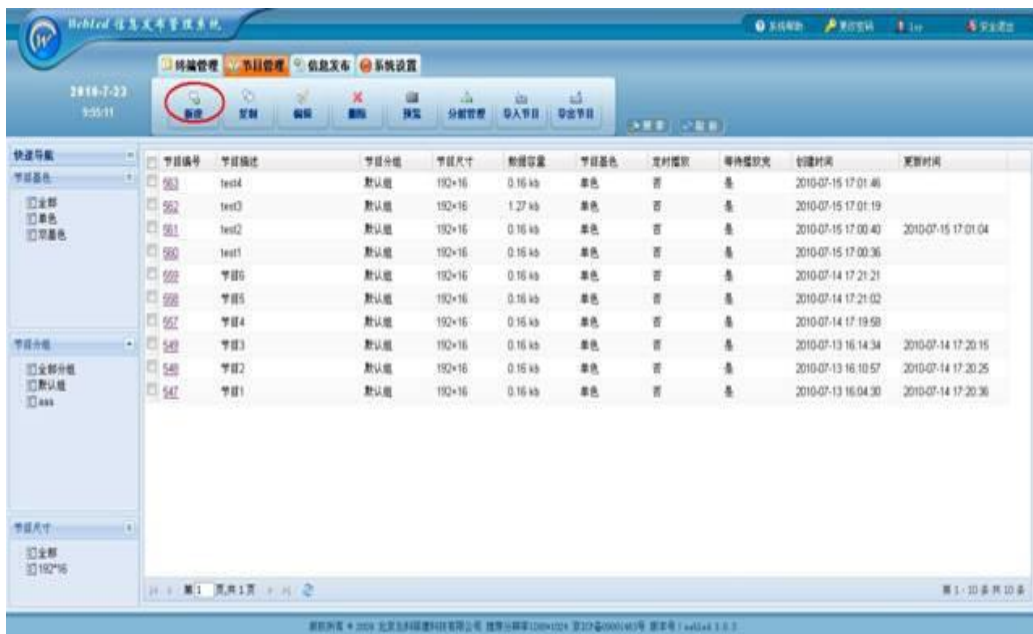 WebLed 信息发布管理系统
系统帮助 更改密码 安全退出
终端管理 节目管理 信息发布 系统设置
2010-7-23
9:55:11
新建 复制 编辑 删除 预览 分组管理 导入节目 导出节目
快速导航
节目基色
全部
单色
双基色
节目分组
全部分组
默认组
aaa
节目尺寸
全部
192*16
节目编号 节目描述 节目分组 节目尺寸 数据容量 节目基色 定时播放 等待播放完 创建时间 更新时间
563 test4 默认组 192×16 0.16 kb 单色 否 是 2010-07-15 17:01:46
562 test3 默认组 192×16 1.27 kb 单色 否 是 2010-07-15 17:01:19
561 test2 默认组 192×16 0.16 kb 单色 否 是 2010-07-15 17:00:40 2010-07-15 17:01:04
560 test1 默认组 192×16 0.16 kb 单色 否 是 2010-07-15 17:00:36
559 节目6 默认组 192×16 0.16 kb 单色 否 是 2010-07-14 17:21:21
558 节目5 默认组 192×16 0.16 kb 单色 否 是 2010-07-14 17:21:02
557 节目4 默认组 192×16 0.16 kb 单色 否 是 2010-07-14 17:19:58
549 节目3 默认组 192×16 0.16 kb 单色 否 是 2010-07-13 16:14:34 2010-07-14 17:20:15
548 节目2 默认组 192×16 0.16 kb 单色 否 是 2010-07-13 16:10:57 2010-07-14 17:20:25
547 节目1 默认组 192×16 0.16 kb 单色 否 是 2010-07-13 16:04:30 2010-07-14 17:20:36
第 1 页,共 1 页
第 1 - 10 条 共 10 条